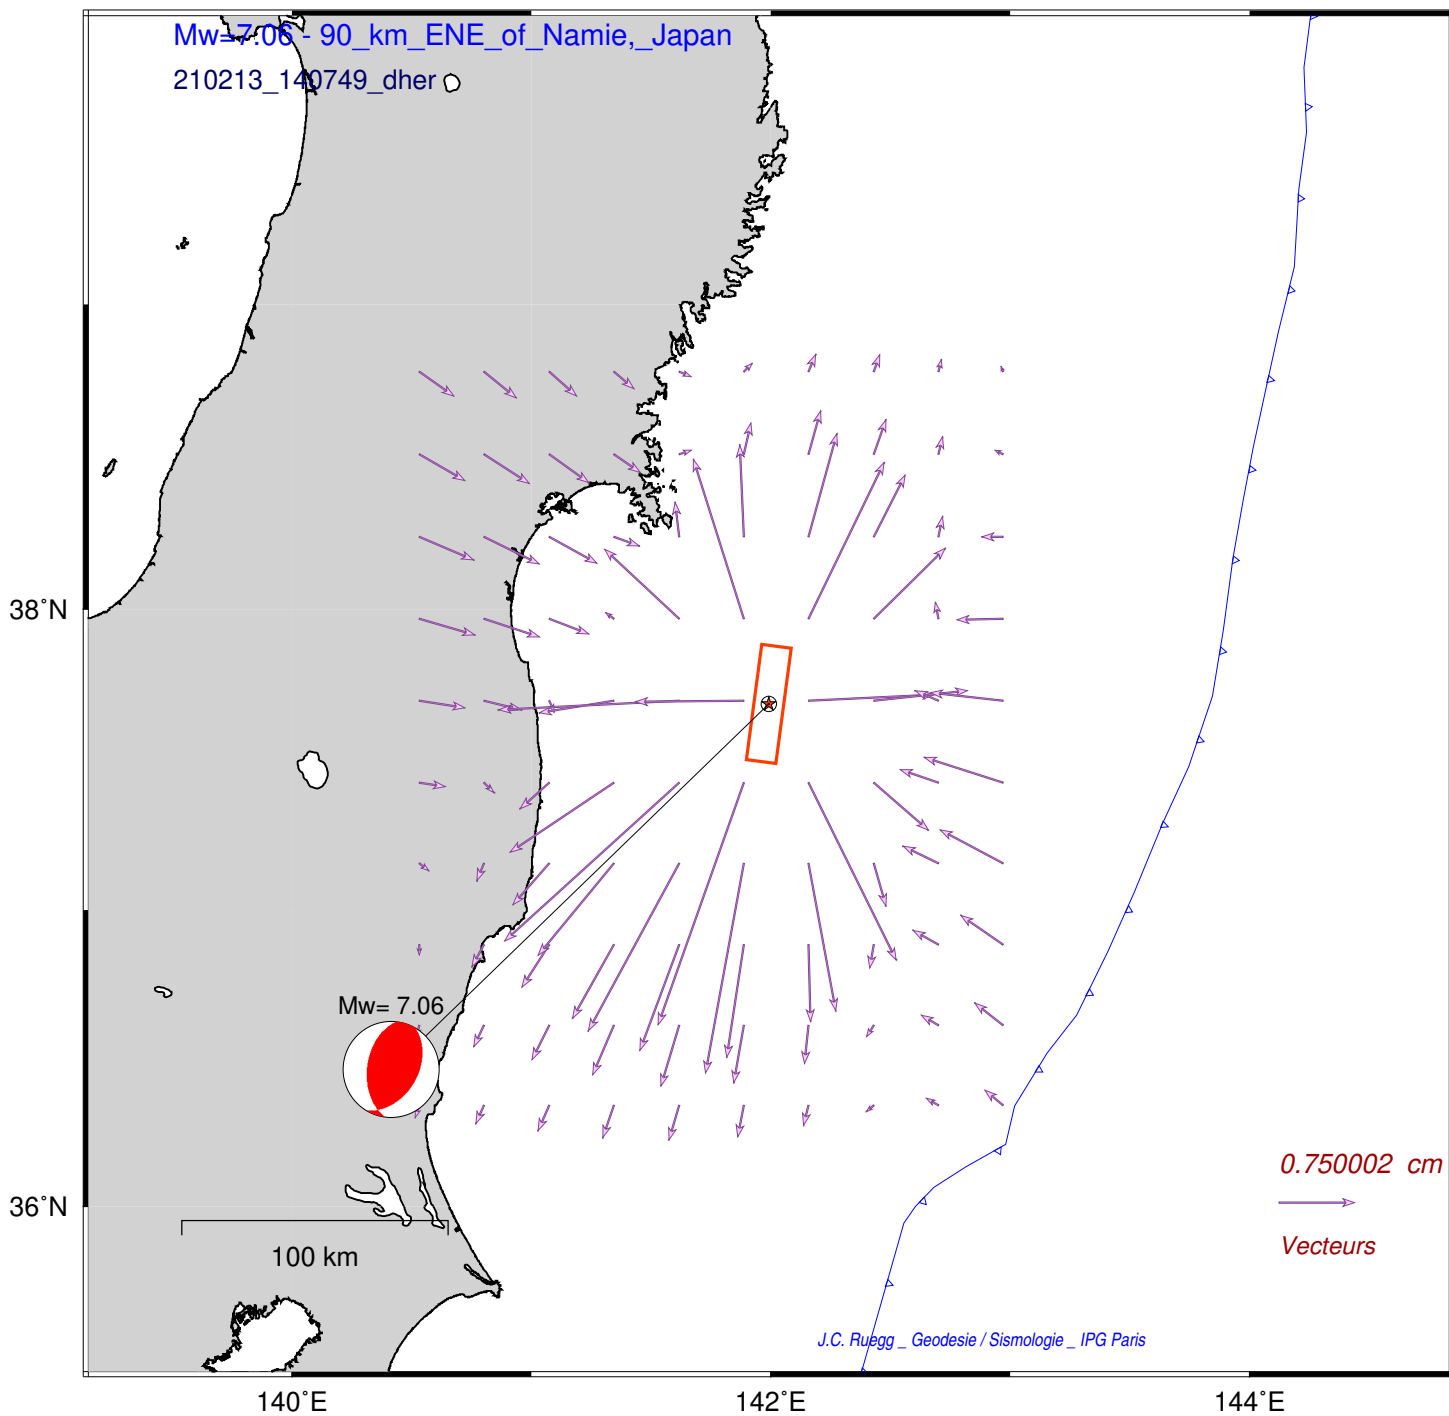 Mw=7.06 - 90_km_ENE_of_Namie,_Japan
210213_140749_dher
38˚N
Mw= 7.06
36˚N
0.750002 cm
100 km
Vecteurs
J.C. Ruegg _ Geodesie / Sismologie _ IPG Paris
140˚E
142˚E
144˚E